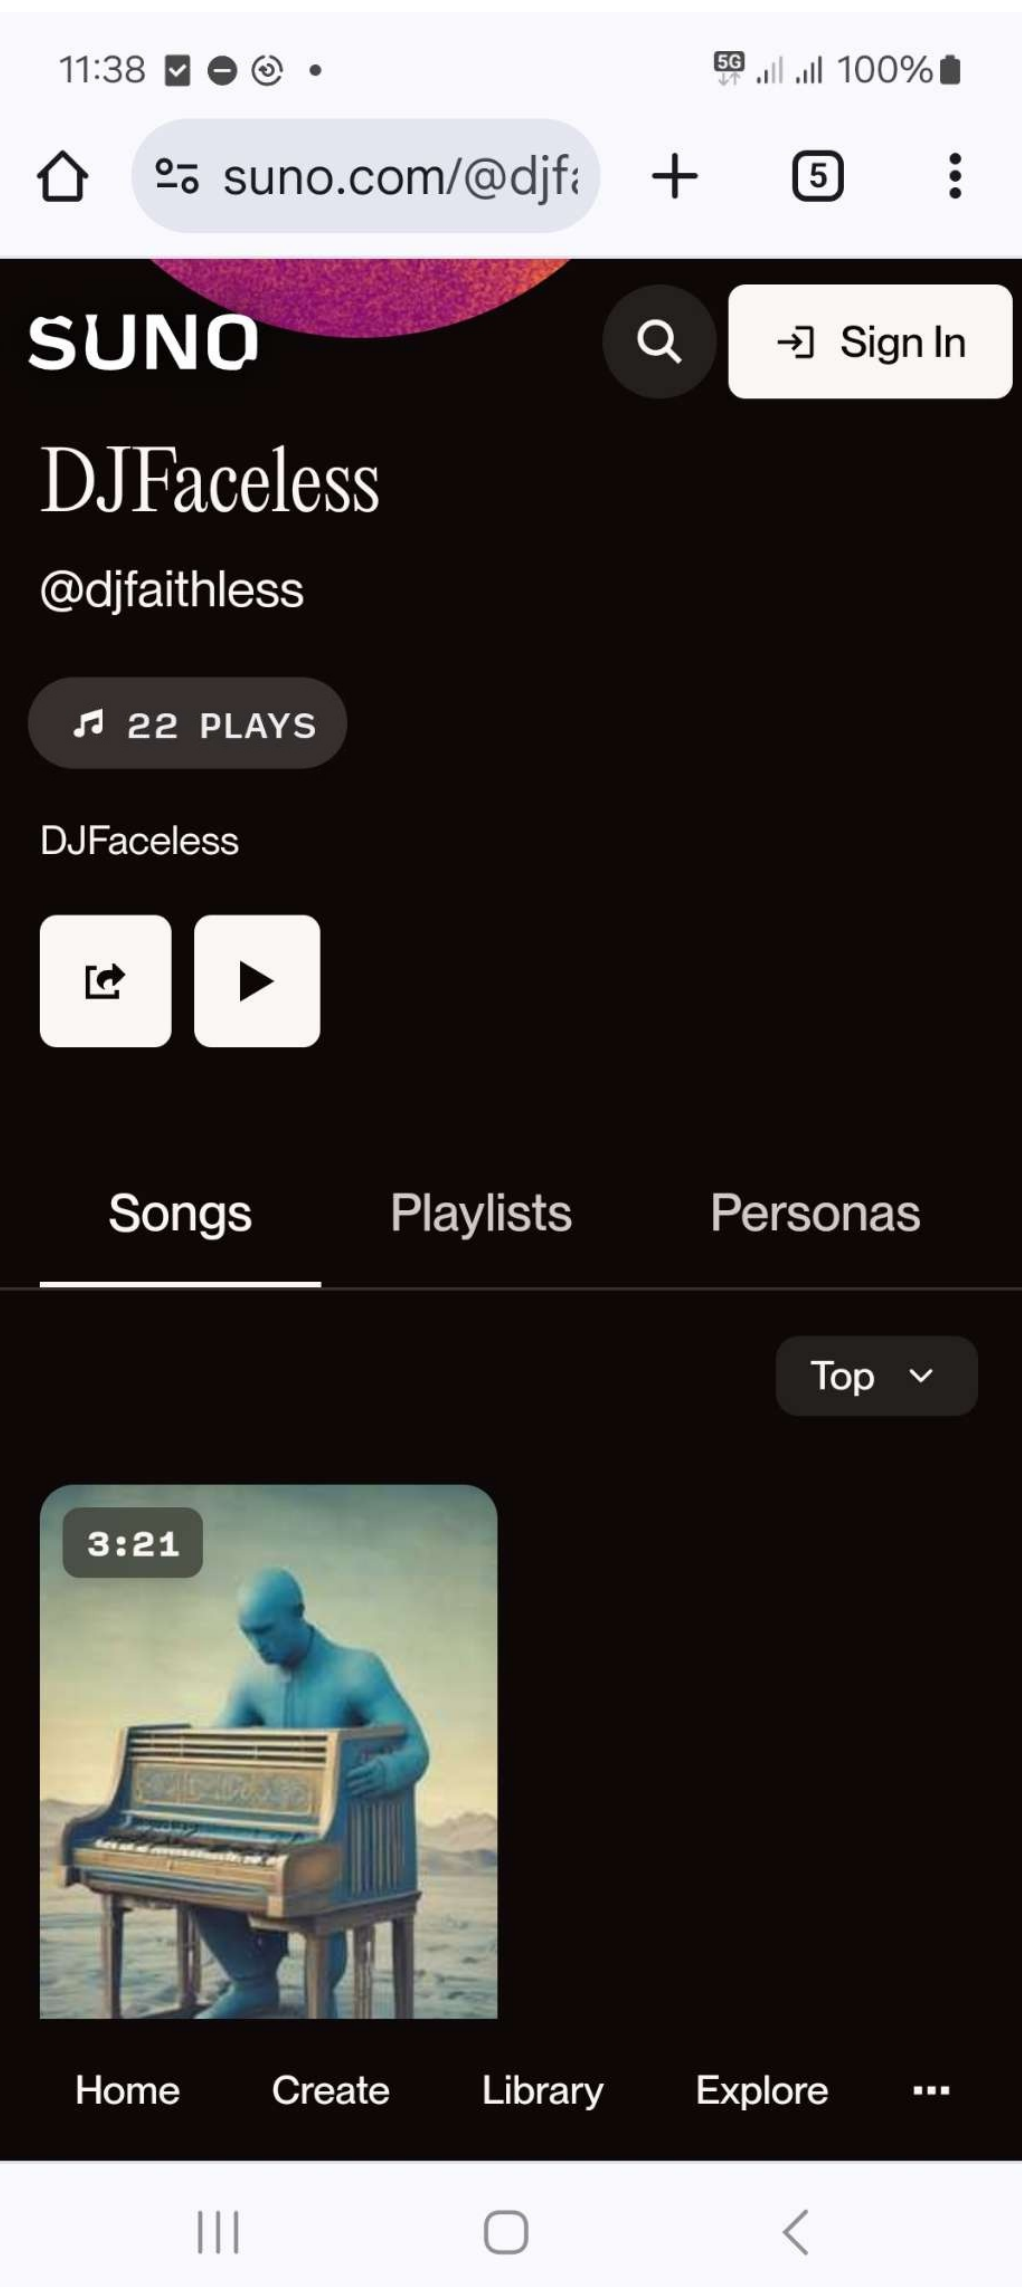 11:38
5G
100%
suno.com/@djf
5
SUNO
Sign In
DJFaceless
@djfaithless
22 PLAYS
DJFaceless
Songs
Playlists
Personas
Top
3:21
Home
Create
Library
Explore